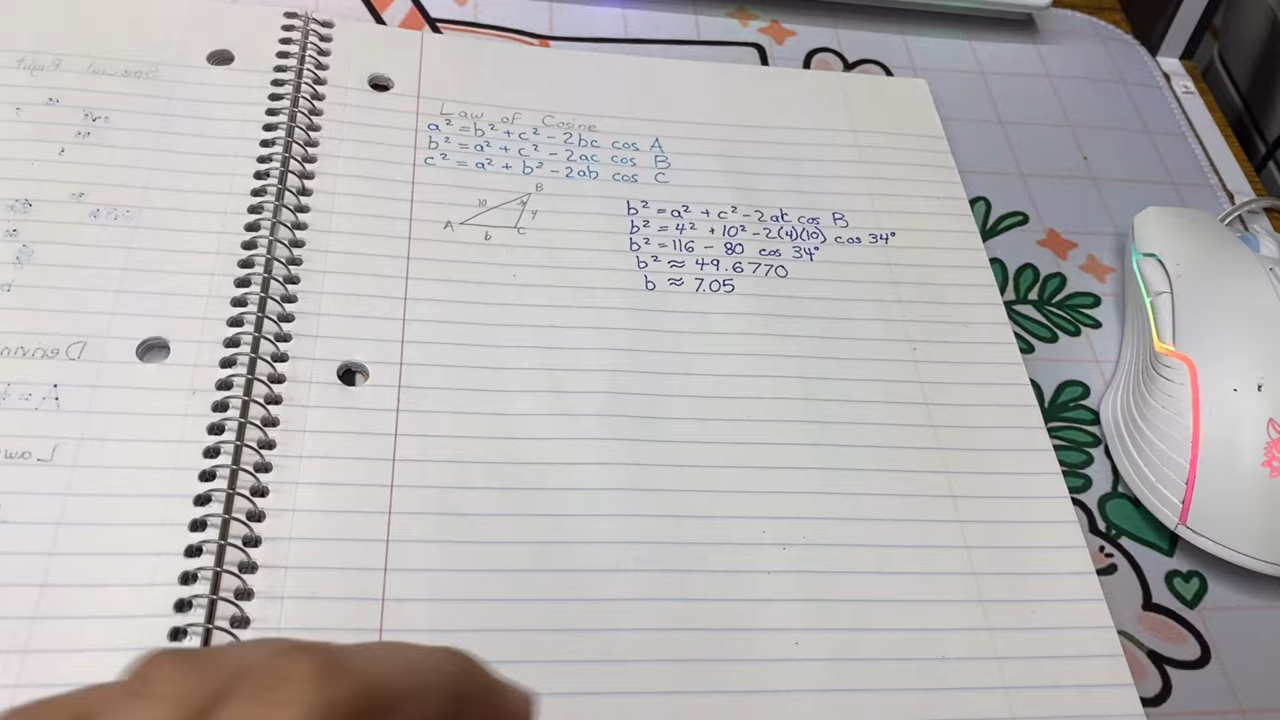 Law of Cosine
a² = b² + c² - 2bc cos A
b² = a² + c² - 2ac cos B
c² = a² + b² - 2ab cos C
B
10
4
A
C
b
b² = a² + c² - 2ac cos B
b² = 4² + 10² - 2(4)(10) cos 34°
b² = 116 - 80 cos 34°
b² ≈ 49.6770
b ≈ 7.05